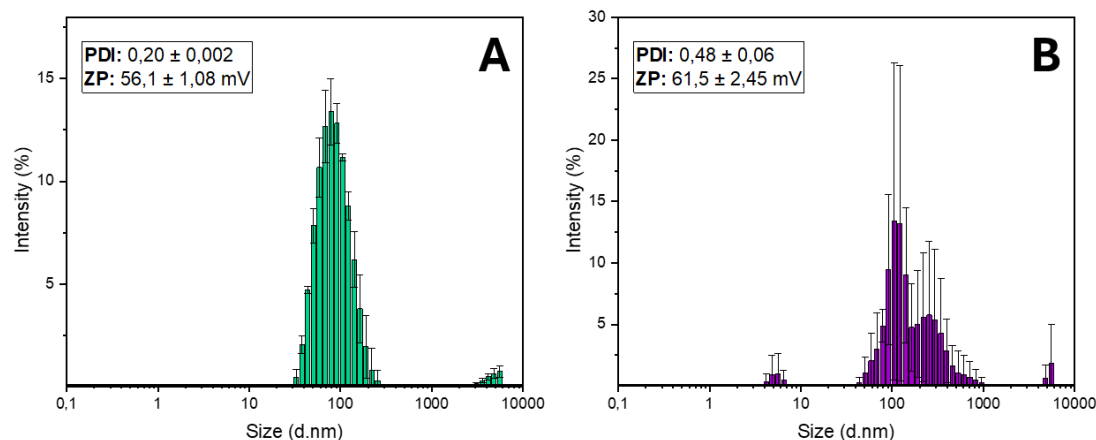 PDI: 0,20 ± 0,002
ZP: 56,1 ± 1,08 mV
A
15
10
5
Intensity (%)
0,1 1 10 100 1000 10000
Size (d.nm)
PDI: 0,48 ± 0,06
ZP: 61,5 ± 2,45 mV
B
30
25
20
15
10
5
Intensity (%)
0,1 1 10 100 1000 10000
Size (d.nm)